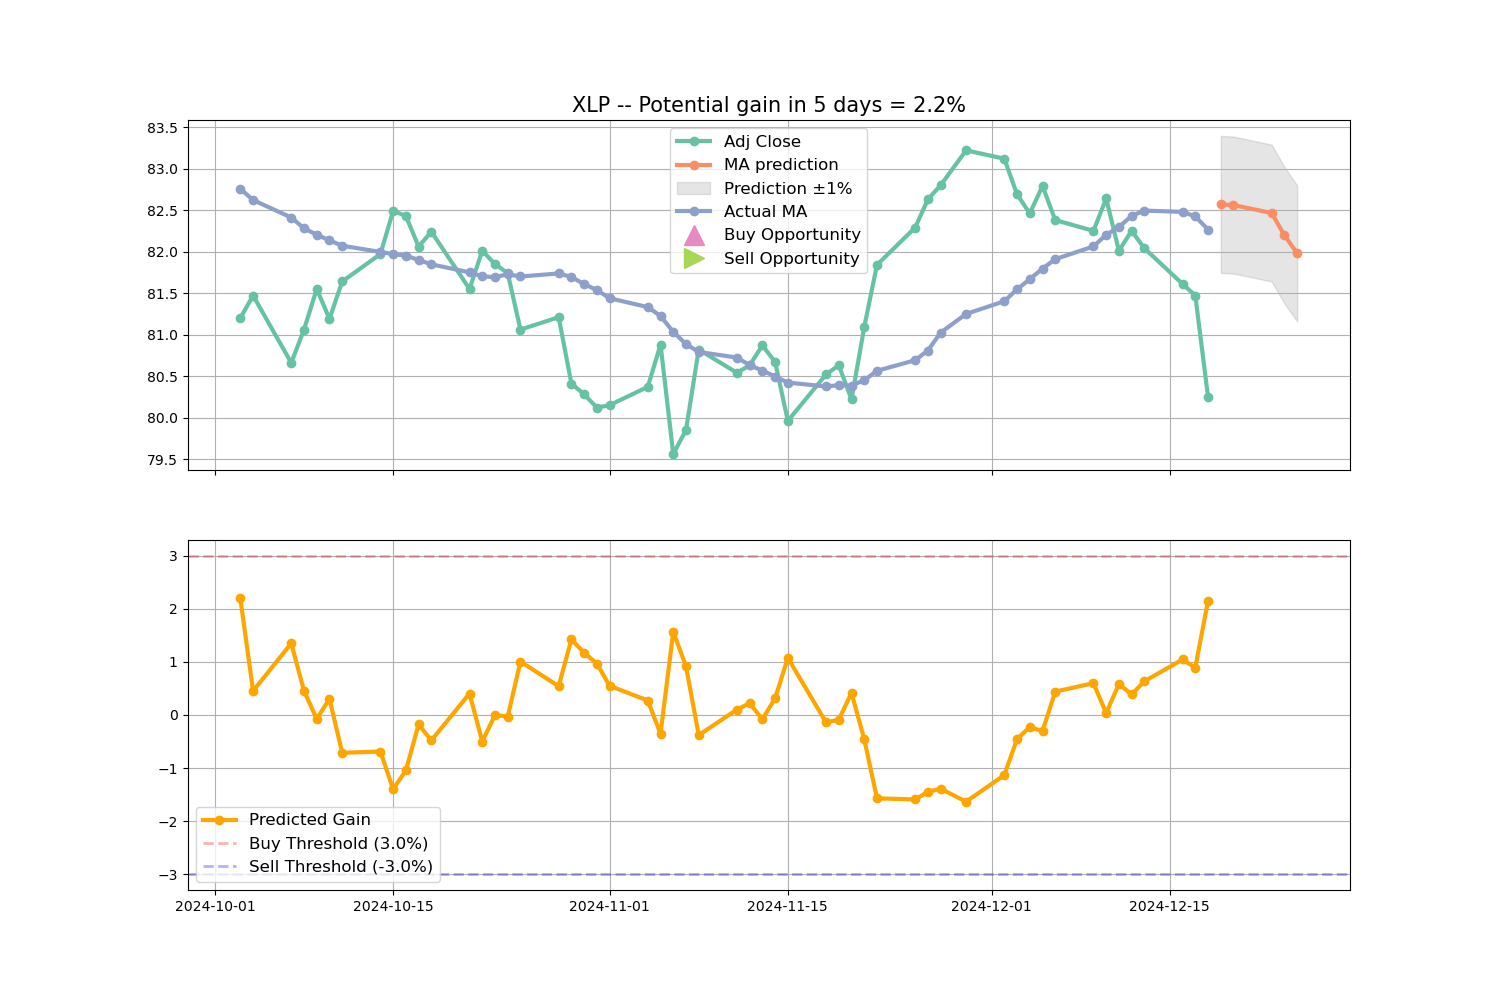 XLP -- Potential gain in 5 days = 2.2%
83.5
83.0
82.5
82.0
81.5
81.0
80.5
80.0
79.5
Adj Close
MA prediction
Prediction ±1%
Actual MA
Buy Opportunity
Sell Opportunity
3
2
1
0
−1
−2
−3
Predicted Gain
Buy Threshold (3.0%)
Sell Threshold (-3.0%)
2024-10-01 2024-10-15 2024-11-01 2024-11-15 2024-12-01 2024-12-15